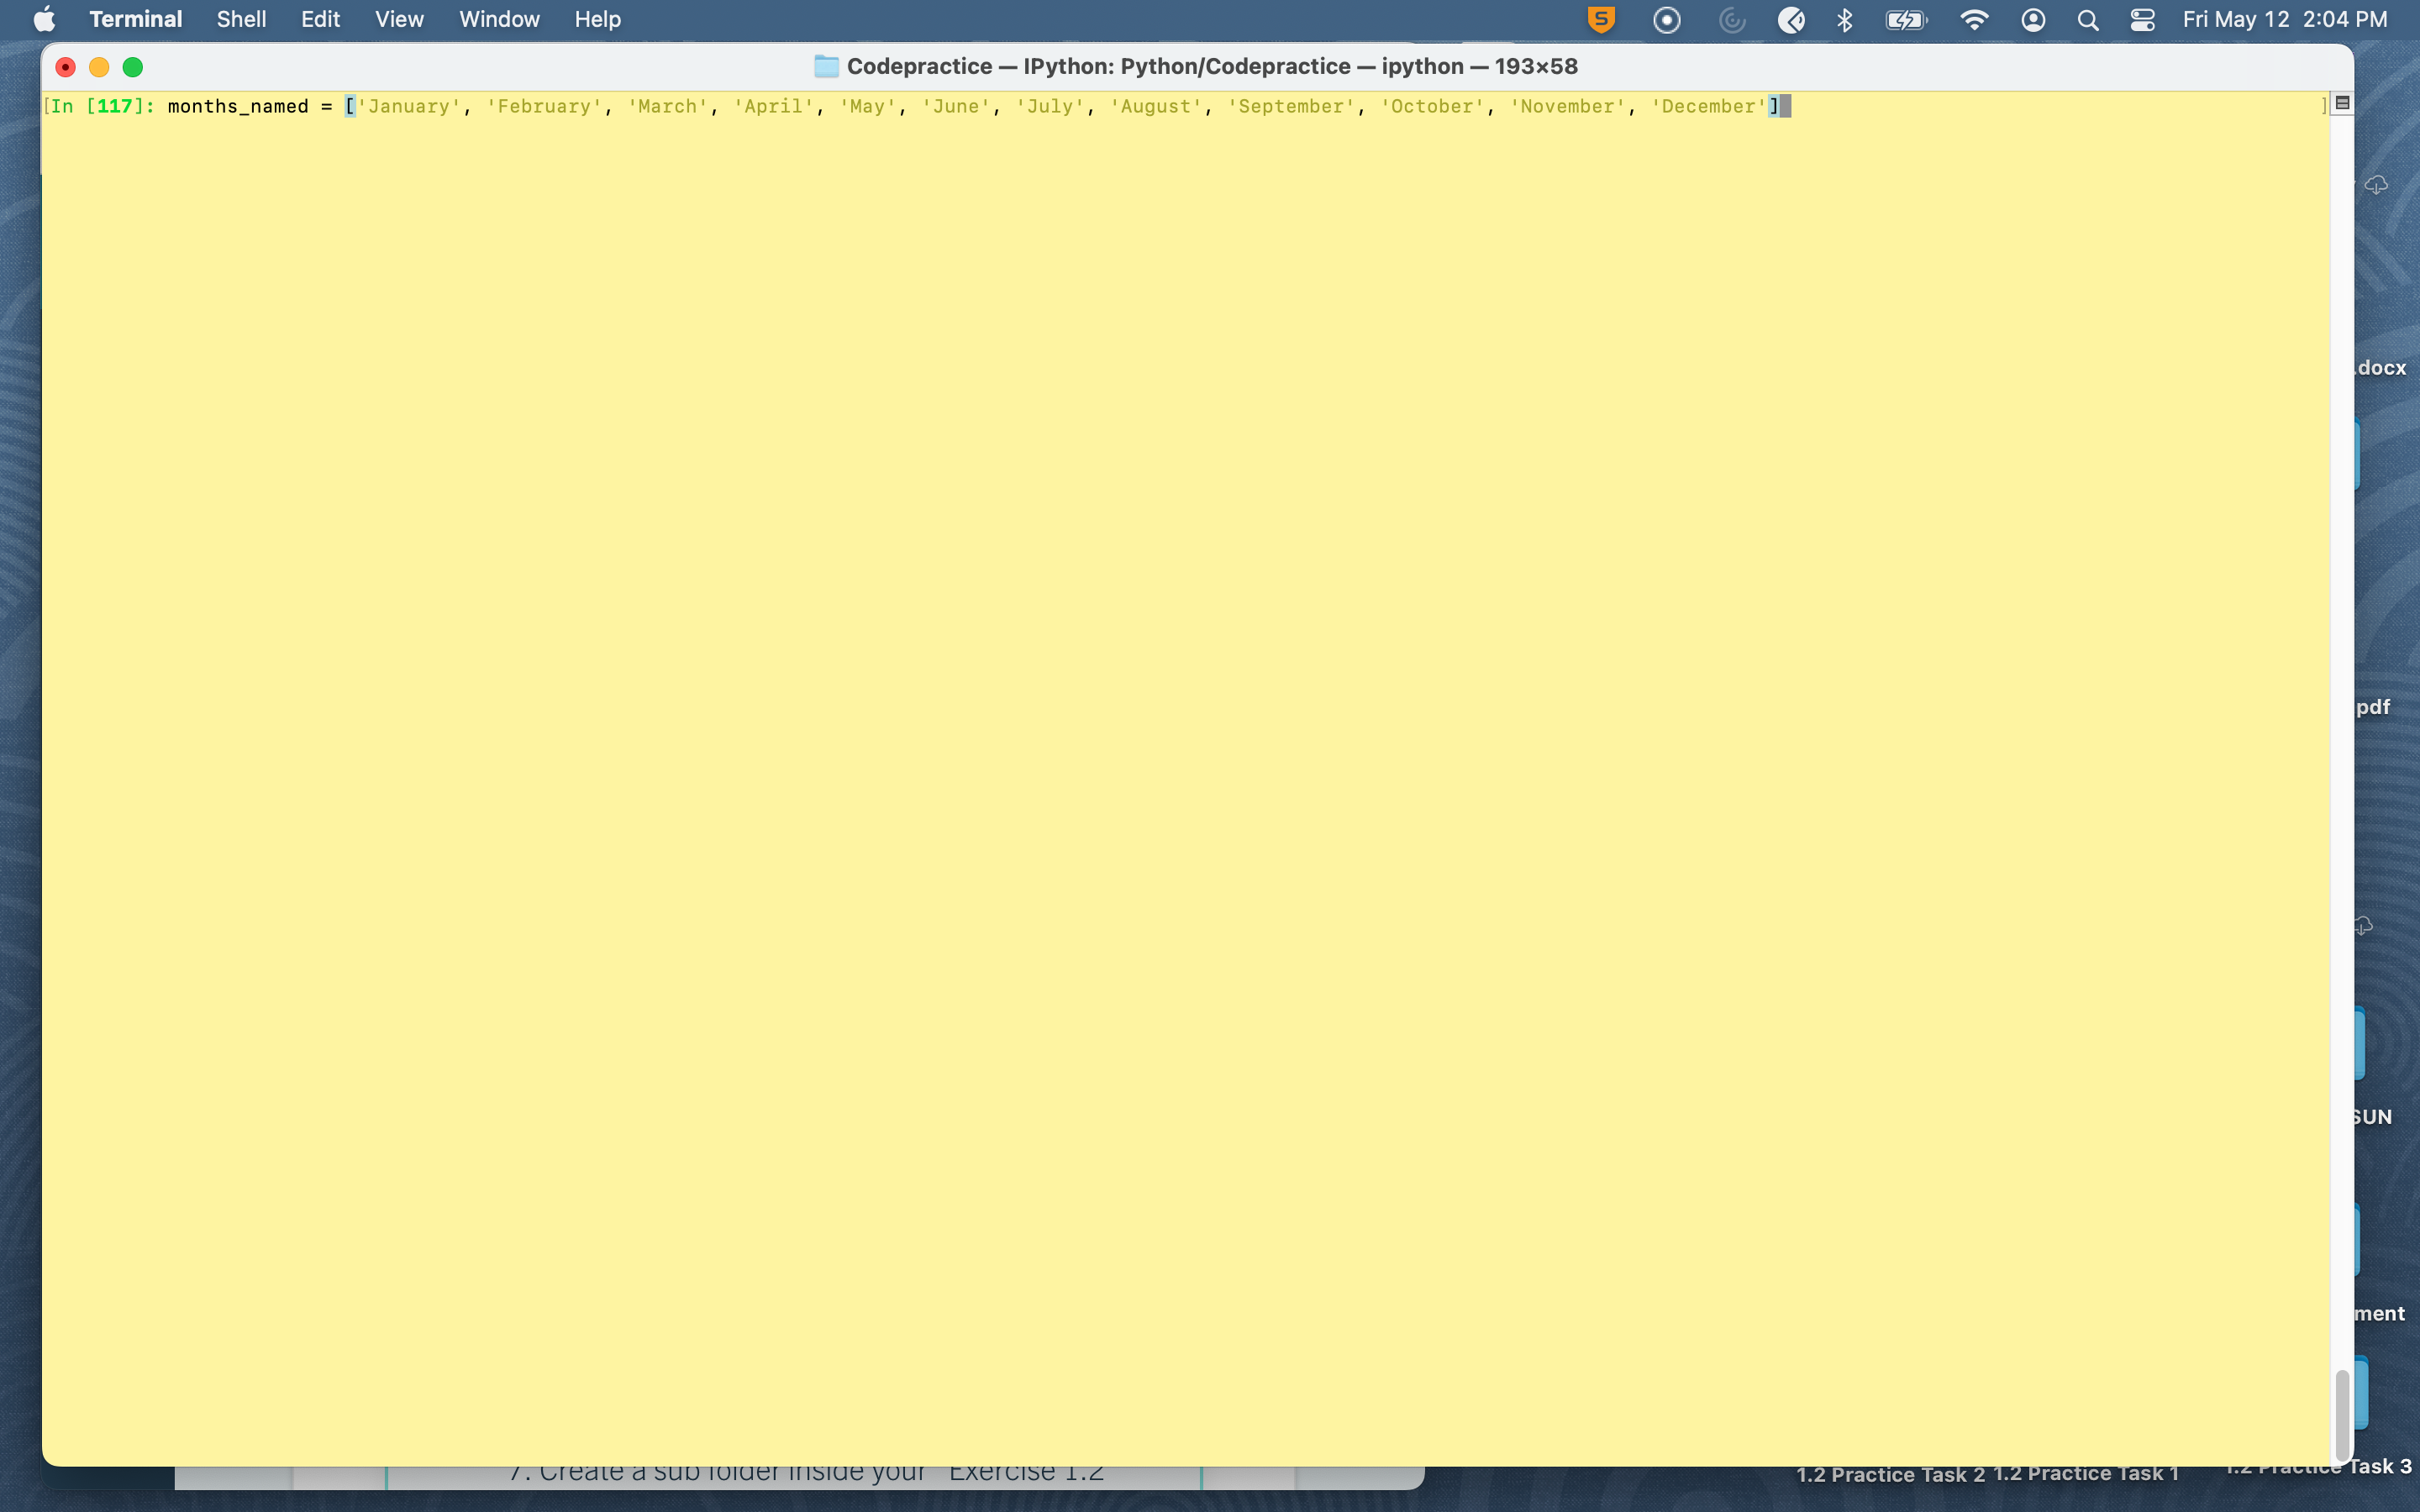 Terminal Shell Edit View Window Help Fri May 12 2:04 PM
Codepractice — IPython: Python/Codepractice — ipython — 193×58
[In [117]: months_named = ['January', 'February', 'March', 'April', 'May', 'June', 'July', 'August', 'September', 'October', 'November', 'December'] ]
.docx
pdf
SUN
ment
7. Create a sub folder inside your "Exercise 1.2
1.2 Practice Task 2 1.2 Practice Task 1 1.2 Practice Task 3